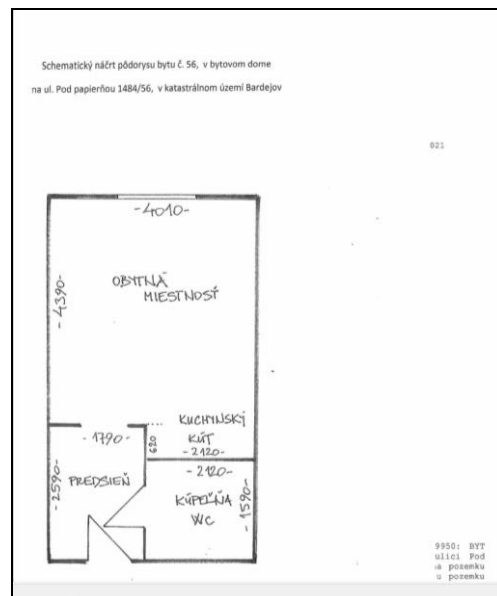 Schematický náčrt pôdorysu bytu č. 56, v bytovom dome
na ul. Pod papierňou 1484/56, v katastrálnom území Bardejov
021
-4010-
OBYTNÁ
MIESTNOSŤ
-4390-
KUCHYNSKÝ
KÚT
-1790-
620
-2120-
-2120-
PREDSIEŇ
-2590-
KÚPEĽŇA
WC
-1590-
9950: BYT
ulici Pod
a pozemku
u pozemku